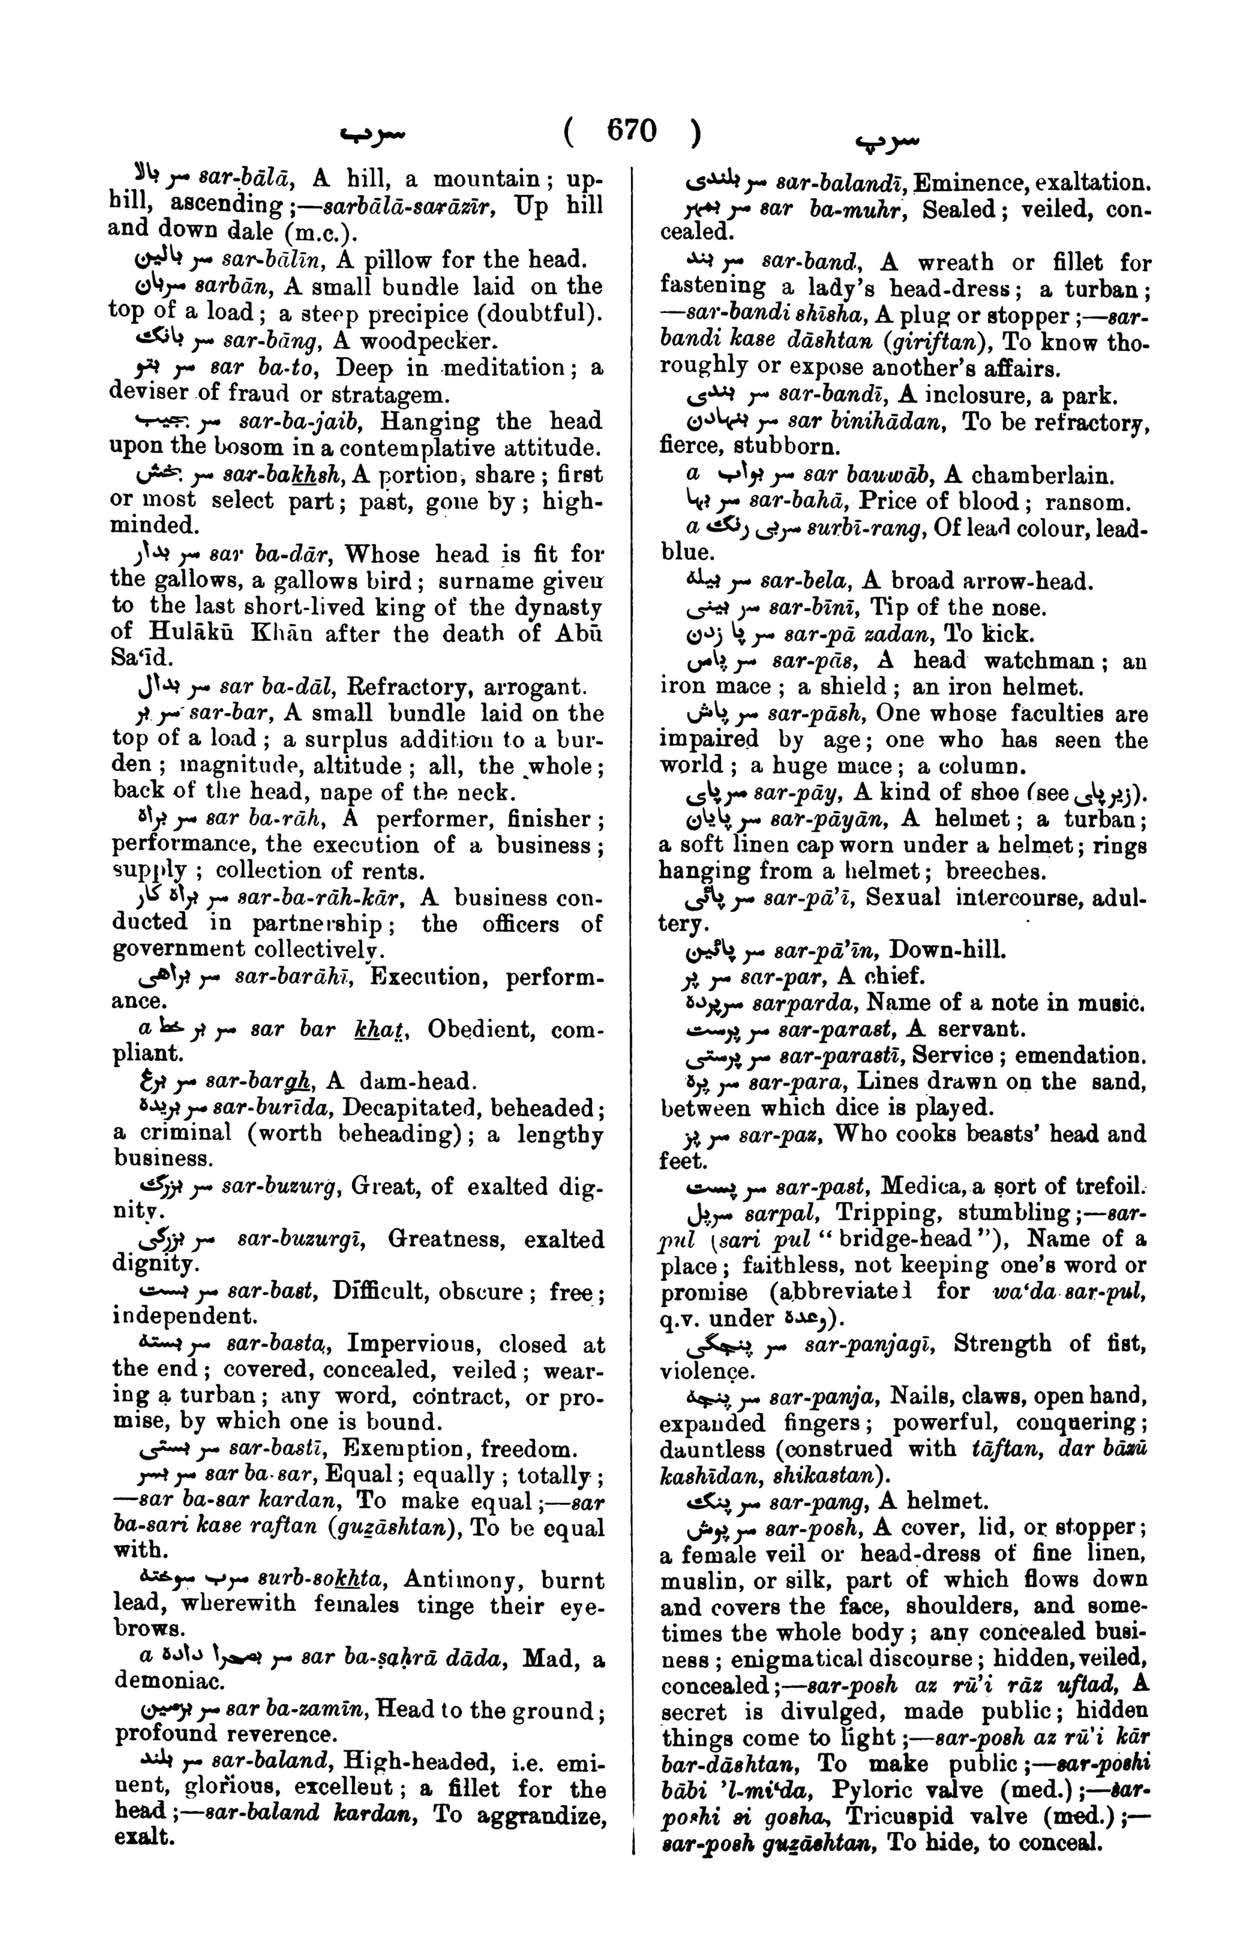 سرب
( 670 )
سرپ
سر بالا sar-bālā, A hill, a mountain; up-
hill, ascending;—sarbālā-sarāzīr, Up hill
and down dale (m.c.).
سر بالین sar-bālīn, A pillow for the head.
سربان sarbān, A small bundle laid on the
top of a load; a steep precipice (doubtful).
سر بانگ sar-bāng, A woodpecker.
سر بتو sar ba-to, Deep in meditation; a
deviser of fraud or stratagem.
سر بجیب sar-ba-jaib, Hanging the head
upon the bosom in a contemplative attitude.
سر بخش sar-bakhsh, A portion, share; first
or most select part; past, gone by; high-
minded.
سر بدار sar ba-dār, Whose head is fit for
the gallows, a gallows bird; surname given
to the last short-lived king of the dynasty
of Hulākū Khān after the death of Abū
Sa‘īd.
سر بدال sar ba-dāl, Refractory, arrogant.
سر بر sar-bar, A small bundle laid on the
top of a load; a surplus addition to a bur-
den; magnitude, altitude; all, the whole;
back of the head, nape of the neck.
سر براه sar ba-rāh, A performer, finisher;
performance, the execution of a business;
supply; collection of rents.
سر براه کار sar-ba-rāh-kār, A business con-
ducted in partnership; the officers of
government collectively.
سر براهی sar-barāhī, Execution, perform-
ance.
a سر بر خط sar bar khaṭ, Obedient, com-
pliant.
سر برغ sar-bargh, A dam-head.
سر بریده sar-burīda, Decapitated, beheaded;
a criminal (worth beheading); a lengthy
business.
سر بزرگ sar-buzurg, Great, of exalted dig-
nity.
سر بزرگی sar-buzurgī, Greatness, exalted
dignity.
سر بست sar-bast, Difficult, obscure; free;
independent.
سر بسته sar-basta, Impervious, closed at
the end; covered, concealed, veiled; wear-
ing a turban; any word, contract, or pro-
mise, by which one is bound.
سر بستی sar-bastī, Exemption, freedom.
سر بسر sar ba-sar, Equal; equally; totally;
—sar ba-sar kardan, To make equal;—sar
ba-sari kase raftan (guẕāshtan), To be equal
with.
سرب سوخته surb-sokhta, Antimony, burnt
lead, wherewith females tinge their eye-
brows.
a سر بصحرا داده sar ba-ṣaḥrā dāda, Mad, a
demoniac.
سر بزمین sar ba-zamīn, Head to the ground;
profound reverence.
سر بلند sar-baland, High-headed, i.e. emi-
nent, glorious, excellent; a fillet for the
head;—sar-baland kardan, To aggrandize,
exalt.
سر بلندی sar-balandī, Eminence, exaltation.
سر بمهر sar ba-muhr, Sealed; veiled, con-
cealed.
سر بند sar-band, A wreath or fillet for
fastening a lady's head-dress; a turban;
—sar-bandi shīsha, A plug or stopper;—sar-
bandi kase dāshtan (giriftan), To know tho-
roughly or expose another's affairs.
سر بندی sar-bandī, A inclosure, a park.
سر بنهادن sar binihādan, To be refractory,
fierce, stubborn.
a سر بواب sar bauwāb, A chamberlain.
سر بها sar-bahā, Price of blood; ransom.
a سربی رنگ surbī-rang, Of lead colour, lead-
blue.
سر بیله sar-bela, A broad arrow-head.
سر بینی sar-bīnī, Tip of the nose.
سر پا زدن sar-pā zadan, To kick.
سر پاس sar-pās, A head watchman; an
iron mace; a shield; an iron helmet.
سر پاش sar-pāsh, One whose faculties are
impaired by age; one who has seen the
world; a huge mace; a column.
سرپای sar-pāy, A kind of shoe (see زیرپای).
سر پایان sar-pāyān, A helmet; a turban;
a soft linen cap worn under a helmet; rings
hanging from a helmet; breeches.
سر پائی sar-pā'ī, Sexual intercourse, adul-
tery.
سر پائین sar-pā'īn, Down-hill.
سر پر sar-par, A chief.
سرپرده sarparda, Name of a note in music.
سر پرست sar-parast, A servant.
سر پرستی sar-parastī, Service; emendation.
سر پره sar-para, Lines drawn on the sand,
between which dice is played.
سر پز sar-paz, Who cooks beasts' head and
feet.
سر پست sar-past, Medica, a sort of trefoil.
سرپل sarpal, Tripping, stumbling;—sar-
pul (sari pul "bridge-head"), Name of a
place; faithless, not keeping one's word or
promise (abbreviated for wa‘da sar-pul,
q.v. under وعده).
سر پنجگی sar-panjagī, Strength of fist,
violence.
سر پنجه sar-panja, Nails, claws, open hand,
expanded fingers; powerful, conquering;
dauntless (construed with tāftan, dar bāzū
kashīdan, shikastan).
سر پنگ sar-pang, A helmet.
سر پوش sar-posh, A cover, lid, or stopper;
a female veil or head-dress of fine linen,
muslin, or silk, part of which flows down
and covers the face, shoulders, and some-
times the whole body; any concealed busi-
ness; enigmatical discourse; hidden, veiled,
concealed;—sar-posh az rū'i rāz uftad, A
secret is divulged, made public; hidden
things come to light;—sar-posh az rū'i kār
bar-dāshtan, To make public;—sar-poshi
bābi 'l-mi‘da, Pyloric valve (med.);—sar-
poshi si gosha, Tricuspid valve (med.);—
sar-posh guẕāshtan, To hide, to conceal.